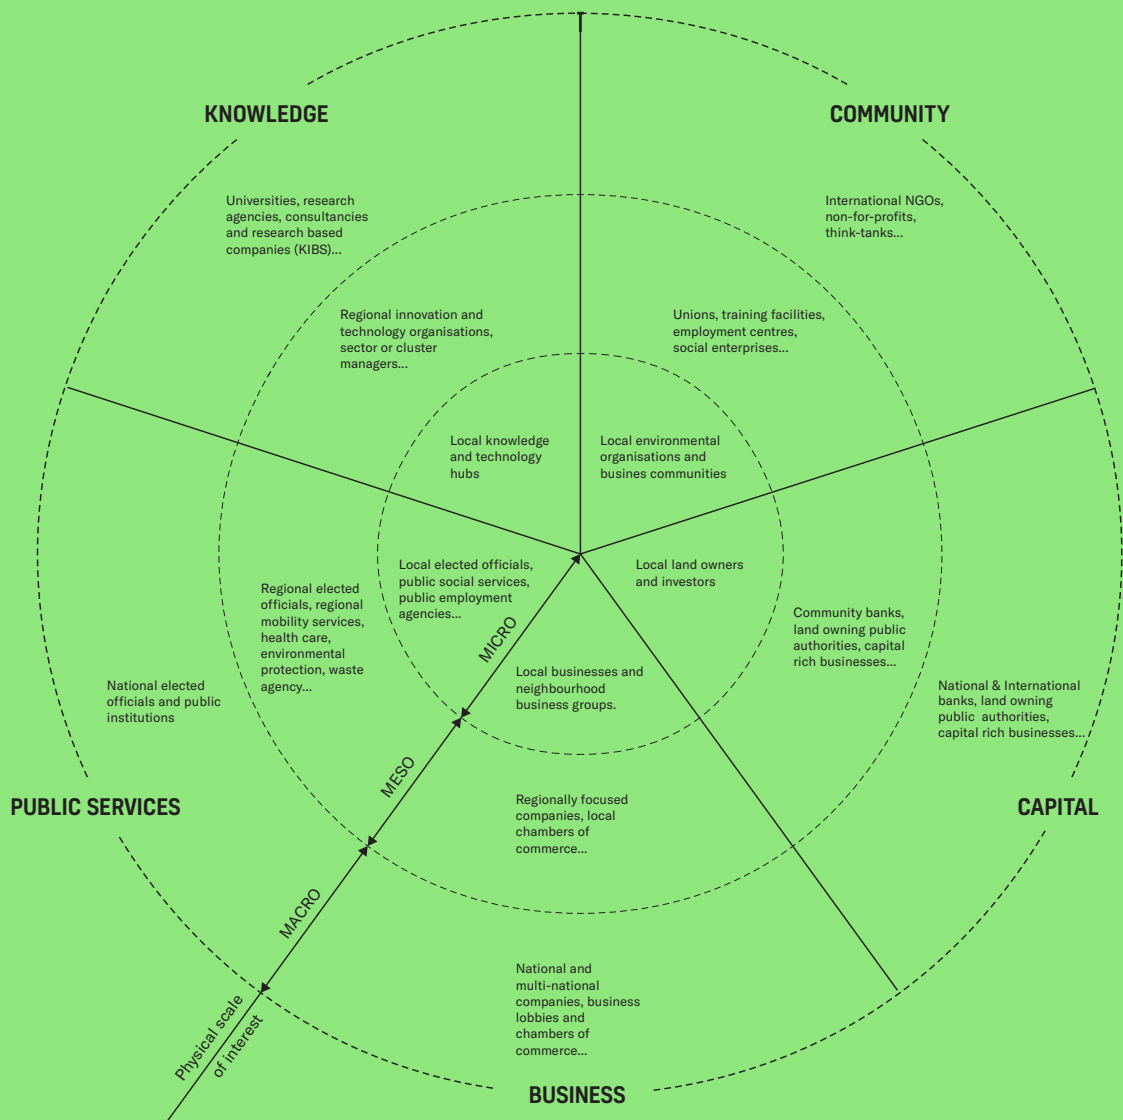 KNOWLEDGE
COMMUNITY
Universities, research
agencies, consultancies
and research based
companies (KIBS)...
International NGOs,
non-for-profits,
think-tanks...
Regional innovation and
technology organisations,
sector or cluster
managers...
Unions, training facilities,
employment centres,
social enterprises...
Local knowledge
and technology
hubs
Local environmental
organisations and
busines communities
Local elected officials,
public social services,
public employment
agencies...
Local land owners
and investors
Regional elected
officials, regional
mobility services,
health care,
environmental
protection, waste
agency...
Community banks,
land owning public
authorities, capital
rich businesses...
MICRO
Local businesses and
neighbourhood
business groups.
National elected
officials and public
institutions
National & International
banks, land owning
public authorities,
capital rich businesses...
MESO
PUBLIC SERVICES
CAPITAL
Regionally focused
companies, local
chambers of
commerce...
MACRO
National and
multi-national
companies, business
lobbies and
chambers of
commerce...
Physical scale
of interest
BUSINESS